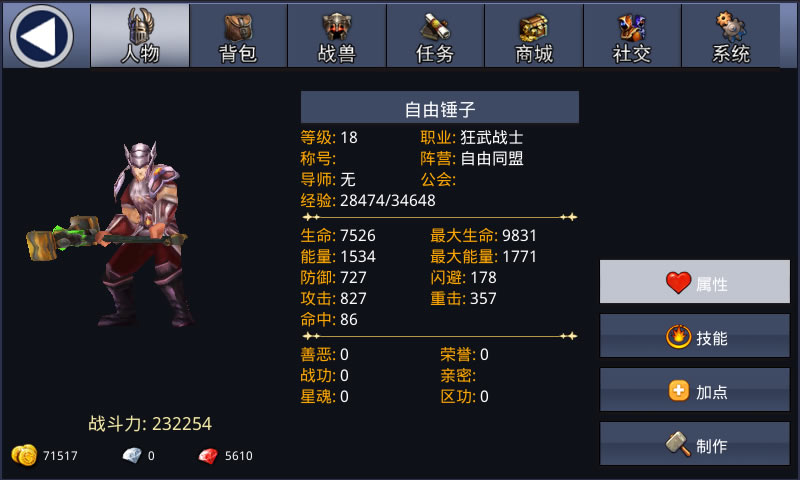 人物 背包 战兽 任务 商城 社交 系统
自由锤子
等级: 18 职业: 狂武战士
称号: 阵营: 自由同盟
导师: 无 公会:
经验: 28474/34648
生命: 7526 最大生命: 9831
能量: 1534 最大能量: 1771
防御: 727 闪避: 178
攻击: 827 重击: 357
命中: 86
善恶: 0 荣誉: 0
战功: 0 亲密:
星魂: 0 区功: 0
属性
技能
加点
制作
战斗力: 232254
71517 0 5610